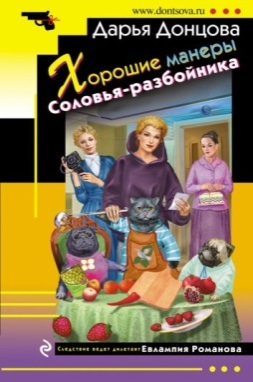 www.dontsova.ru
Дарья Донцова
Хорошие манеры
Соловья-разбойника
Следствие ведет дилетант Евлампия Романова